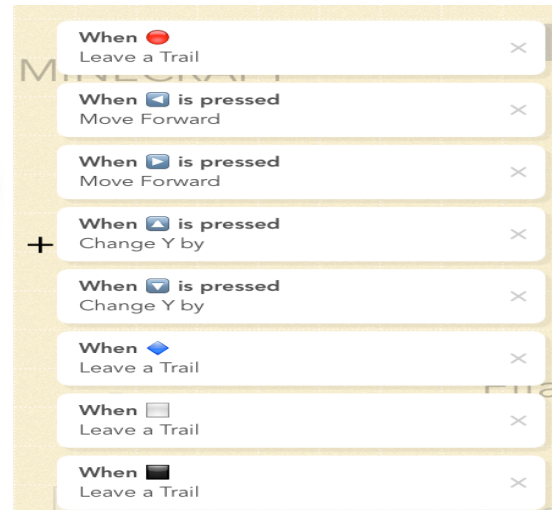 When 🔴
Leave a Trail
MINECRAFT
When ◀️ is pressed
Move Forward
When ▶️ is pressed
Move Forward
When 🔼 is pressed
Change Y by
+
When 🔽 is pressed
Change Y by
When 🔷
Leave a Trail
When ⬜
Leave a Trail
When ⬛
Leave a Trail